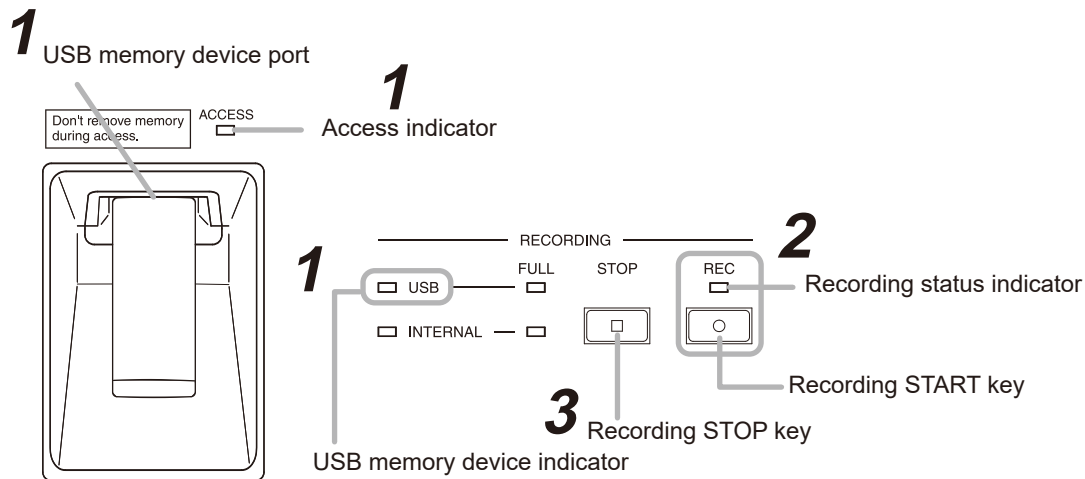 1
USB memory device port
1
Don't remove memory
during access.
ACCESS
Access indicator
RECORDING
2
1
USB
FULL
STOP
REC
Recording status indicator
INTERNAL
Recording START key
3
Recording STOP key
USB memory device indicator